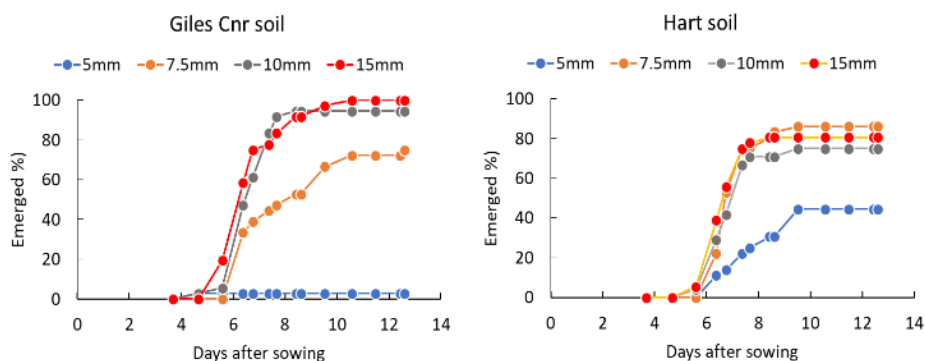 Giles Cnr soil
5mm 7.5mm 10mm 15mm
100
80
60
40
20
0
0 2 4 6 8 10 12 14
Emerged %)
Days after sowing
Hart soil
5mm 7.5mm 10mm 15mm
100
80
60
40
20
0
0 2 4 6 8 10 12 14
Emerged %)
Days after sowing